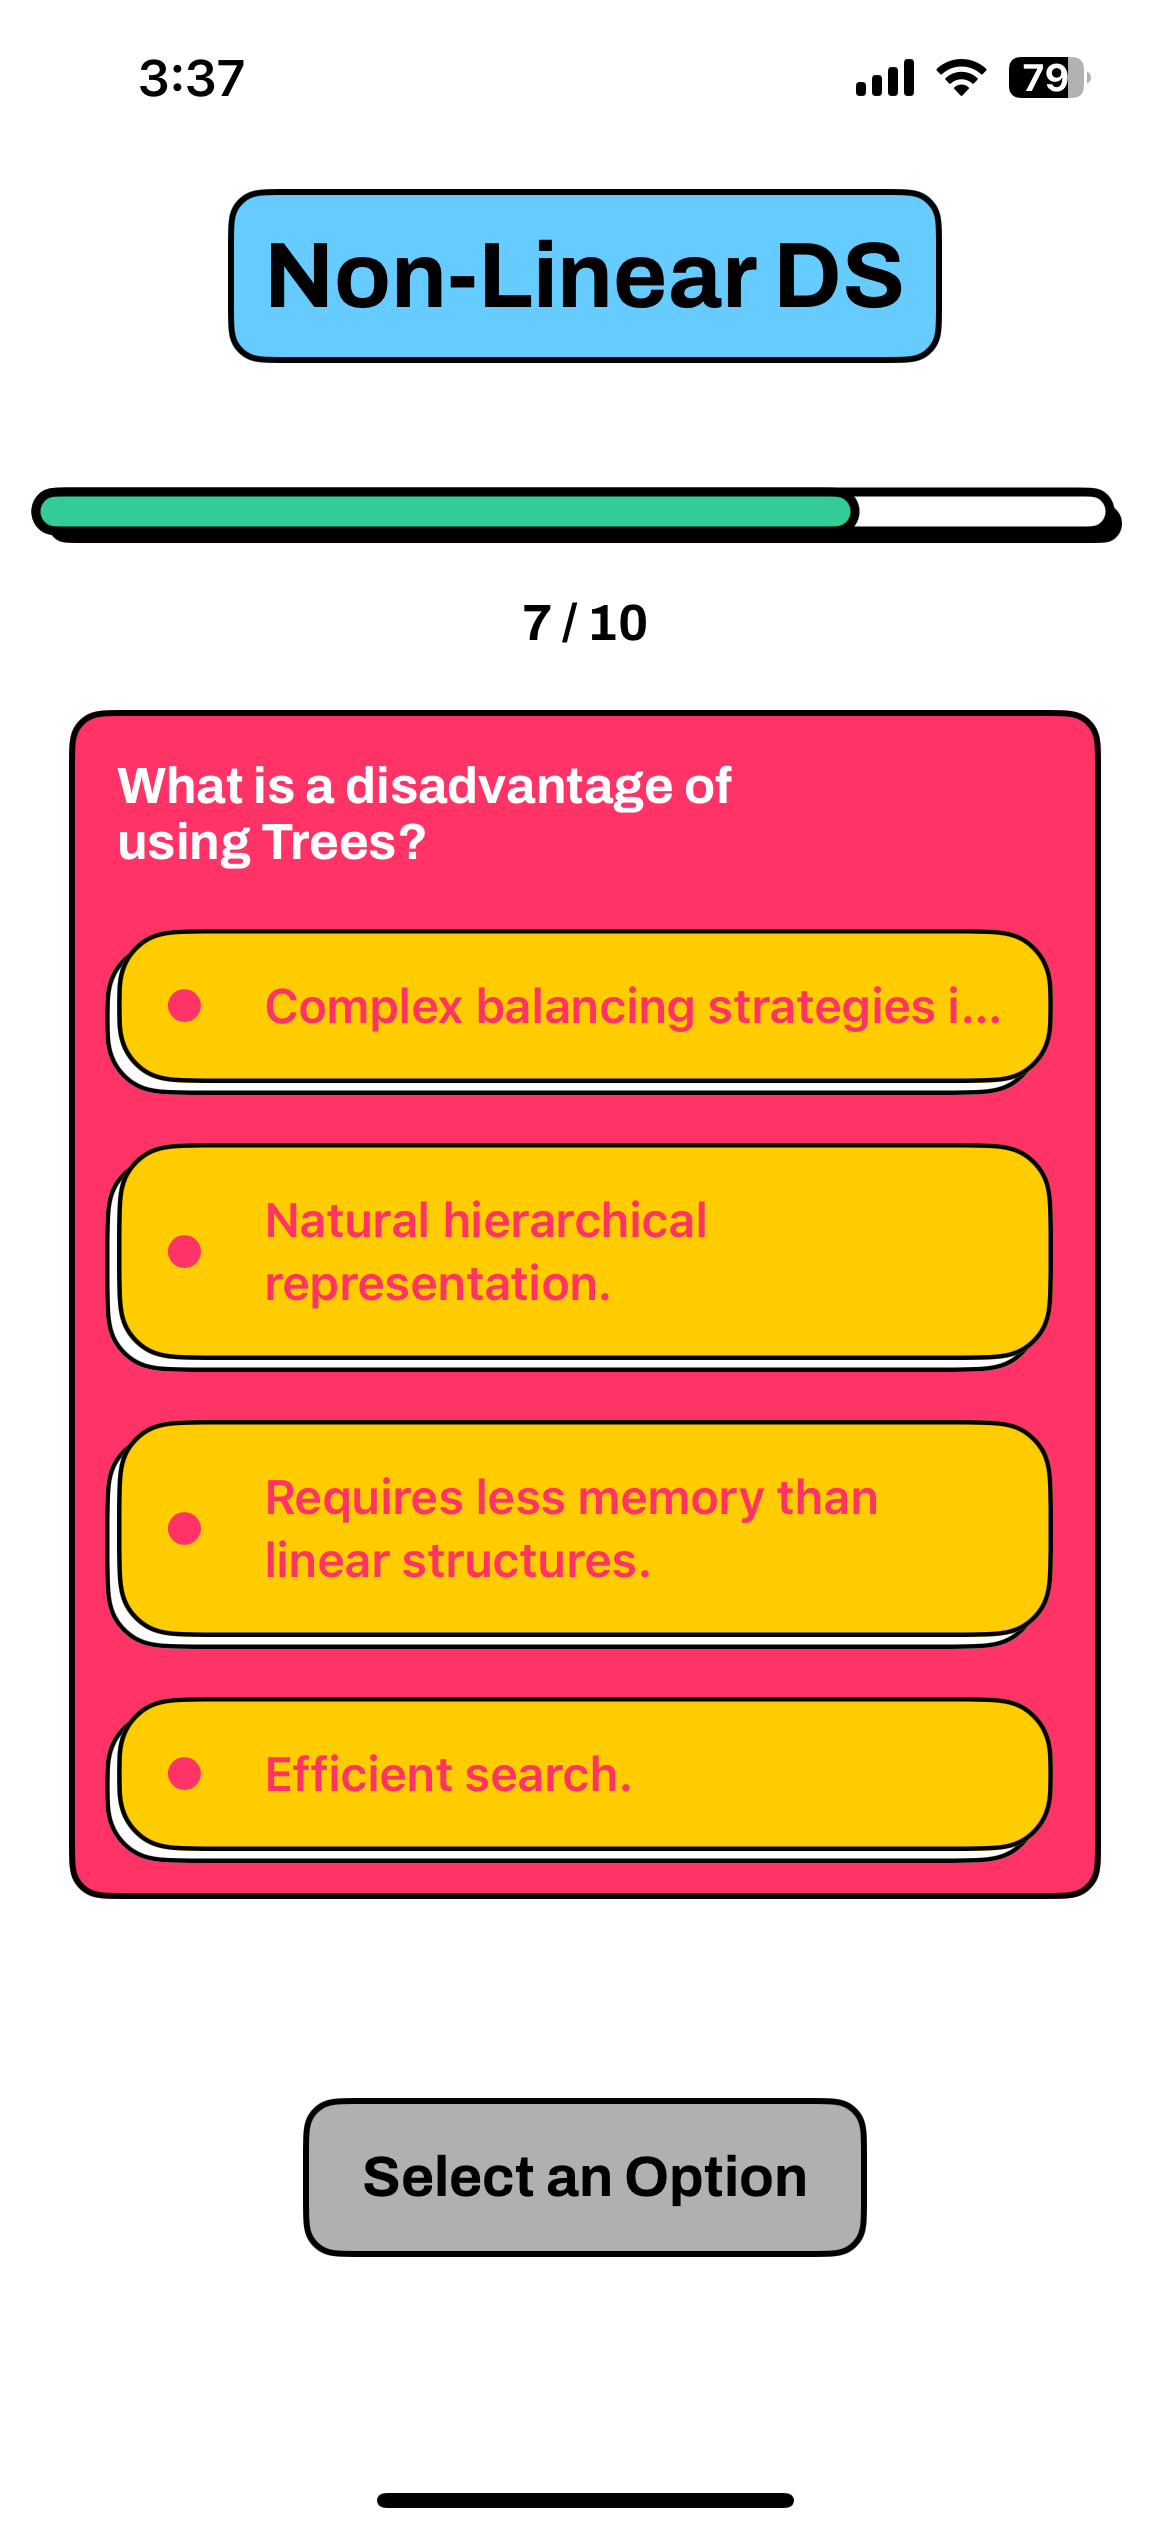 3:37
79
Non-Linear DS
7 / 10
What is a disadvantage of
using Trees?
Complex balancing strategies i...
Natural hierarchical
representation.
Requires less memory than
linear structures.
Efficient search.
Select an Option